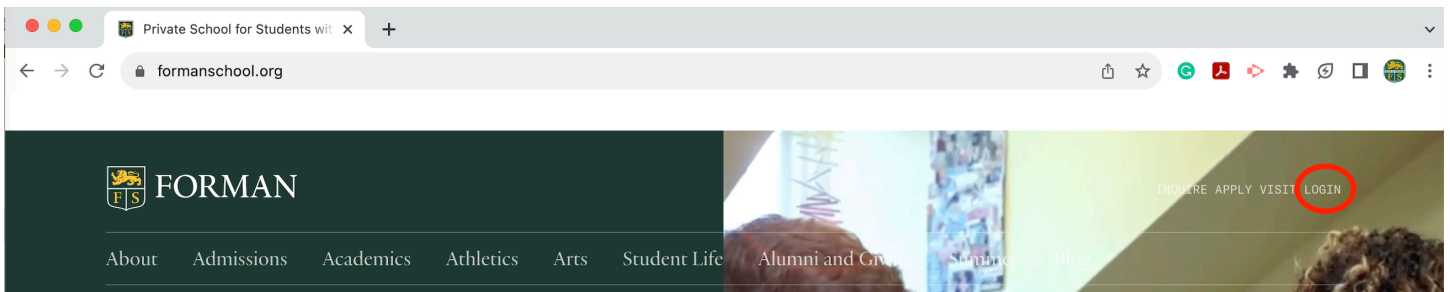 Private School for Students wit
formanschool.org
FS FORMAN
INQUIRE APPLY VISIT LOGIN
About Admissions Academics Athletics Arts Student Life Alumni and Giving Summer Blog